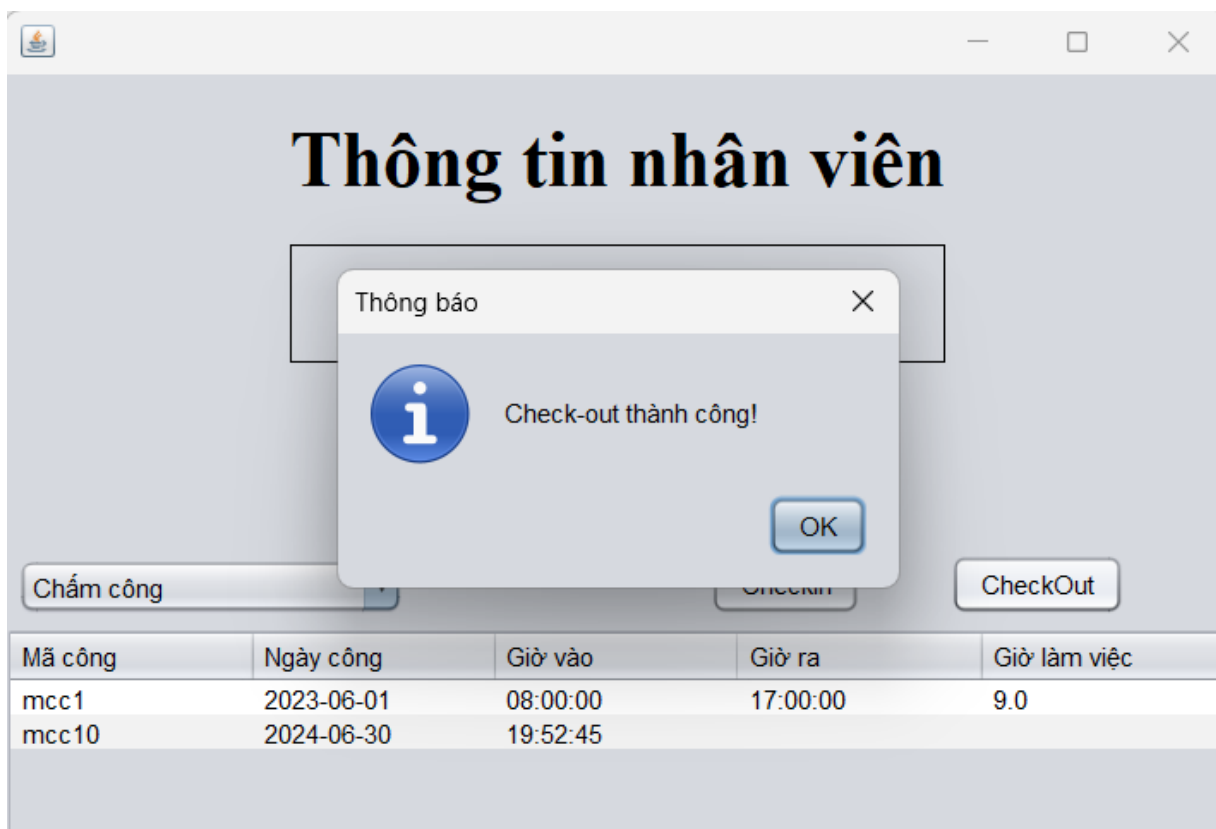 Thông tin nhân viên
Thông báo
Check-out thành công!
OK
Chấm công CheckIn CheckOut
Mã công Ngày công Giờ vào Giờ ra Giờ làm việc
mcc1 2023-06-01 08:00:00 17:00:00 9.0
mcc10 2024-06-30 19:52:45